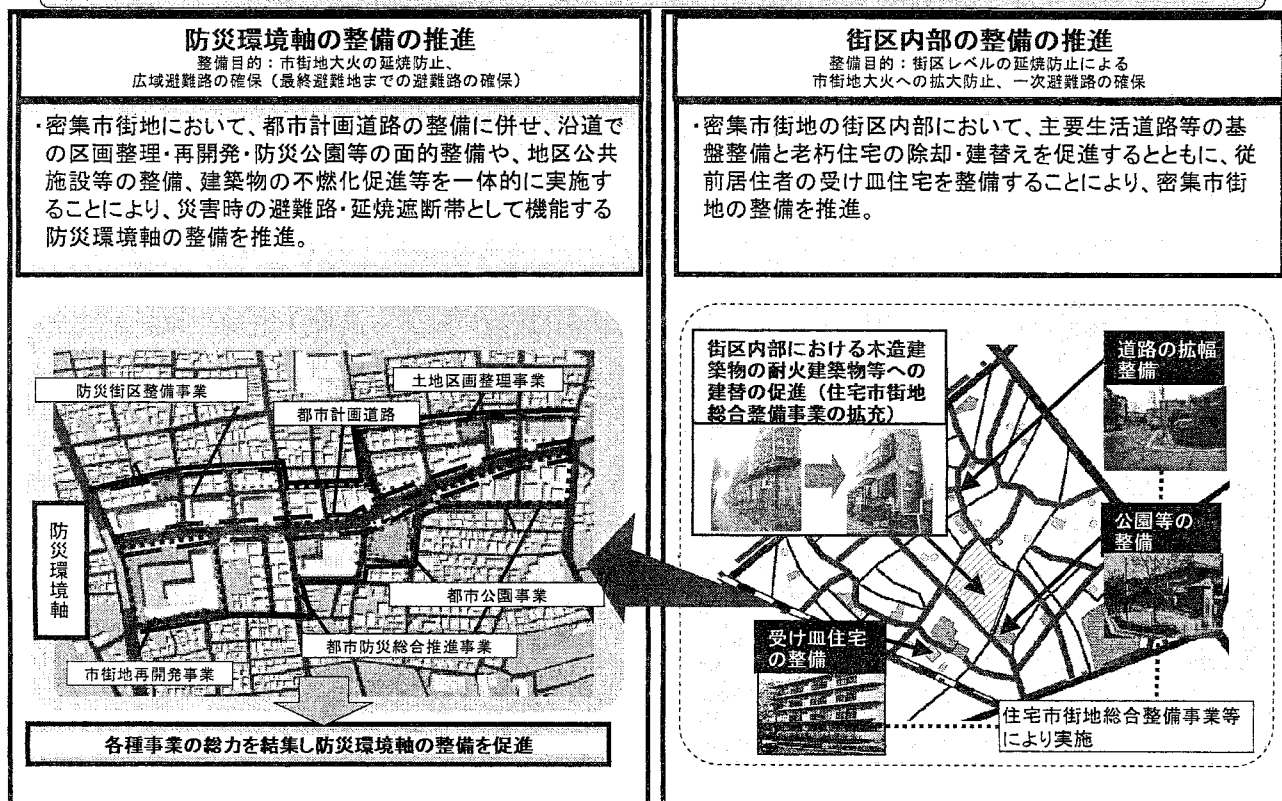 防災環境軸の整備の推進
整備目的：市街地大火の延焼防止、
広域避難路の確保（最終避難地までの避難路の確保）
・密集市街地において、都市計画道路の整備に併せ、沿道で
の区画整理・再開発・防災公園等の面的整備や、地区公共
施設等の整備、建築物の不燃化促進等を一体的に実施す
ることにより、災害時の避難路・延焼遮断帯として機能する
防災環境軸の整備を推進。
防災街区整備事業
土地区画整理事業
都市計画道路
防災環境軸
都市公園事業
都市防災総合推進事業
市街地再開発事業
各種事業の総力を結集し防災環境軸の整備を促進
街区内部の整備の推進
整備目的：街区レベルの延焼防止による
市街地大火への拡大防止、一次避難路の確保
・密集市街地の街区内部において、主要生活道路等の基
盤整備と老朽住宅の除却・建替えを促進するとともに、従
前居住者の受け皿住宅を整備することにより、密集市街
地の整備を推進。
街区内部における木造建
築物の耐火建築物等への
建替の促進（住宅市街地
総合整備事業の拡充）
道路の拡幅
整備
公園等の
整備
受け皿住宅
の整備
住宅市街地総合整備事業等
により実施